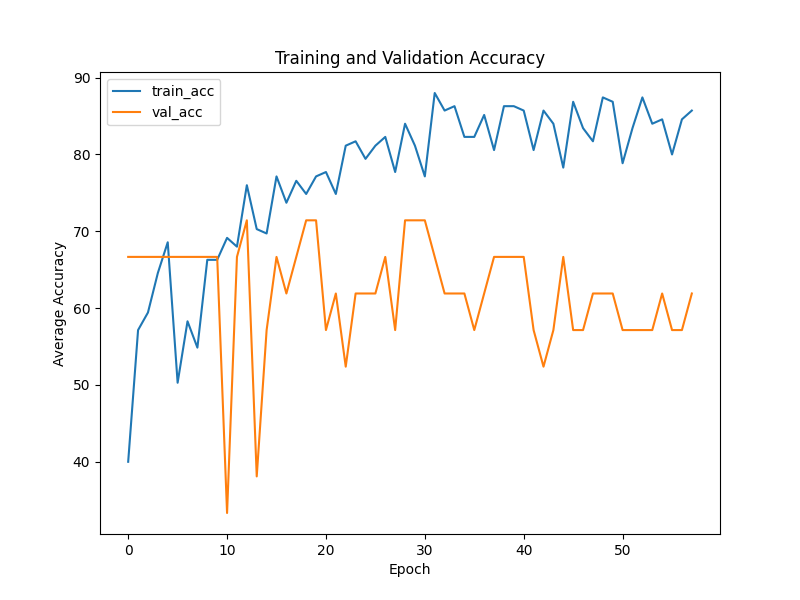 Training and Validation Accuracy
train_acc
val_acc
Average Accuracy
90
80
70
60
50
40
0 10 20 30 40 50
Epoch